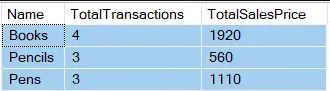 Name TotalTransactions TotalSalesPrice
Books 4 1920
Pencils 3 560
Pens 3 1110